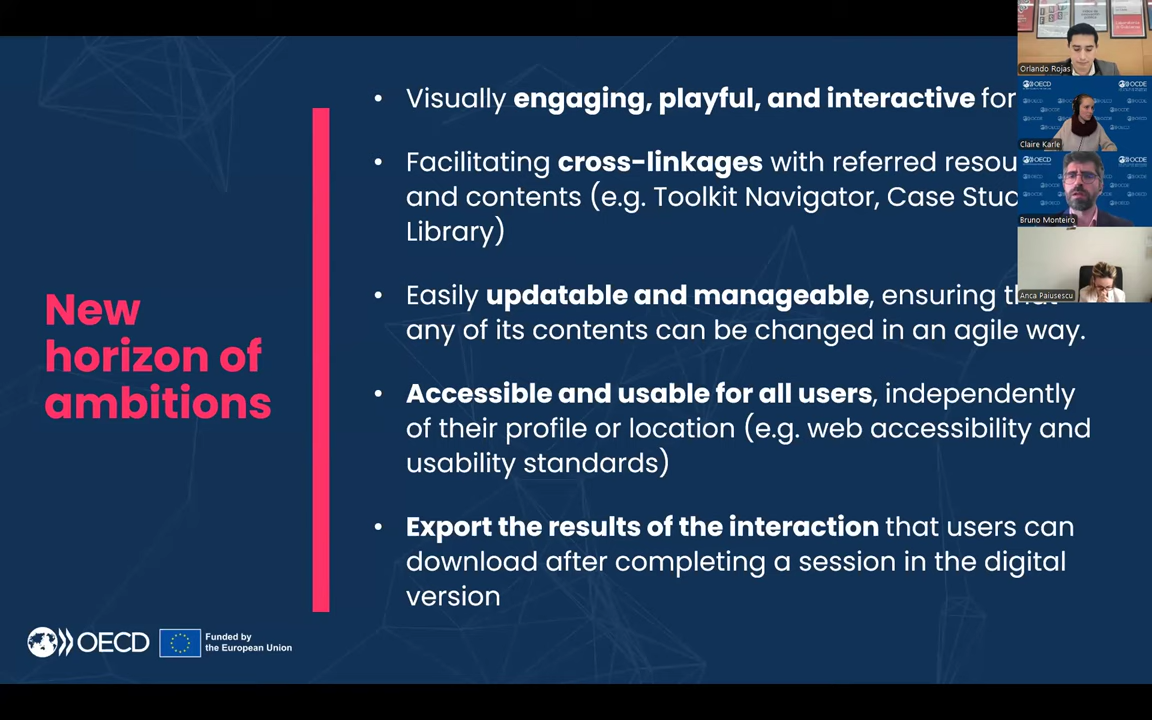 New
horizon of
ambitions
• Visually engaging, playful, and interactive for
• Facilitating cross-linkages with referred
and contents (e.g. Toolkit Navigator, Case
Library)
• Easily updatable and manageable, ensuring
any of its contents can be changed in an agile way.
• Accessible and usable for all users, independently
of their profile or location (e.g. web accessibility and
usability standards)
• Export the results of the interaction that users can
download after completing a session in the digital
version
OECD
Funded by
the European Union
Orlando Rojas
OECD
OCDE
Claire Karle
OECD
OCDE
Bruno Monteiro
Anca Paiusescu